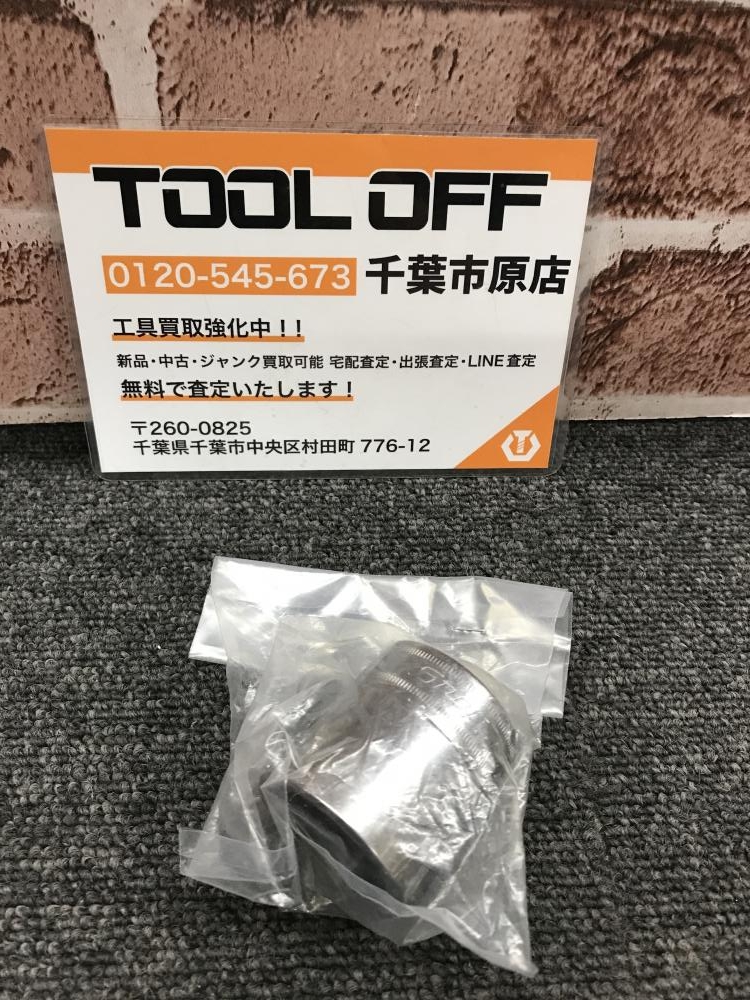 TOOL OFF
0120-545-673 千葉市原店
工具買取強化中！！
新品・中古・ジャンク買取可能 宅配査定・出張査定・LINE査定
無料で査定いたします！
〒260-0825
千葉県千葉市中央区村田町 776-12